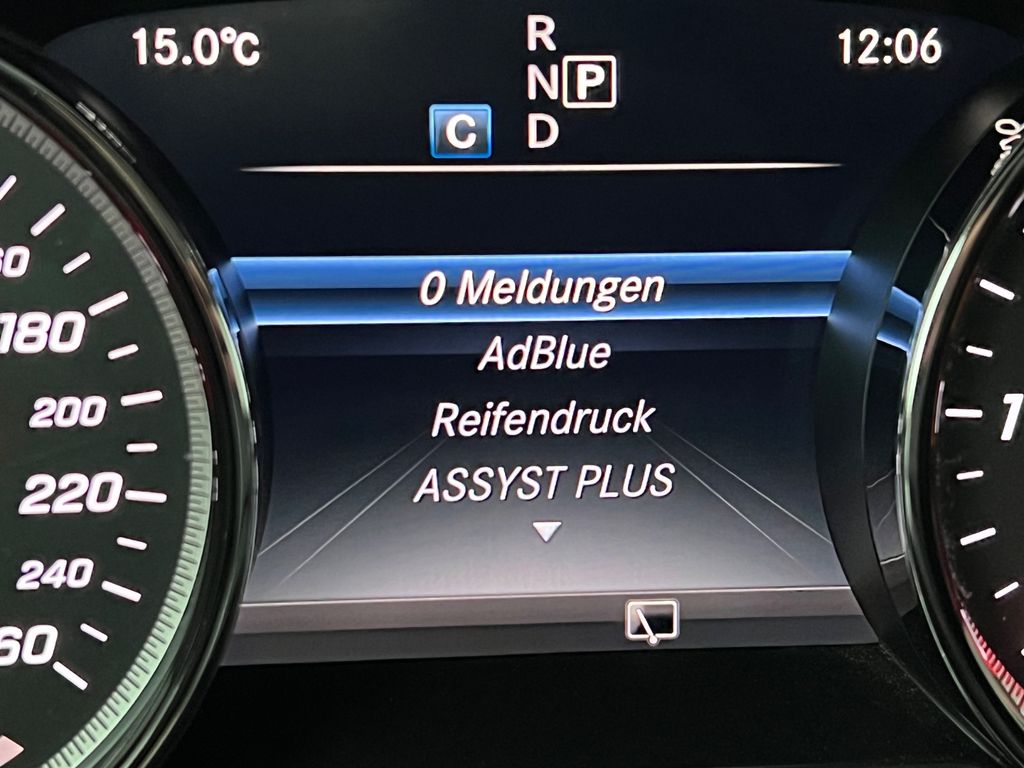 15.0°C
R
12:06
N P
C D
0 Meldungen
AdBlue
Reifendruck
ASSYST PLUS
180
200
220
240